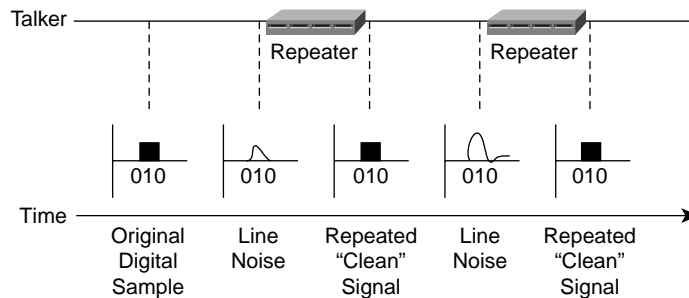 Talker
Repeater Repeater
010 010 010 010 010
Time
Original Line Repeated Line Repeated
Digital Noise “Clean” Noise “Clean”
Sample Signal Signal